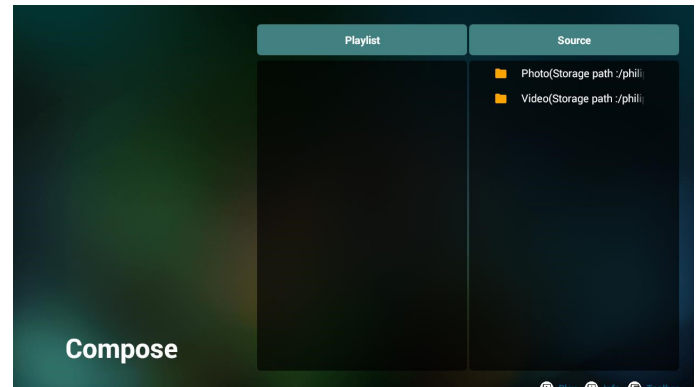 Playlist
Source
Photo(Storage path :/phili
Video(Storage path :/phili
Compose